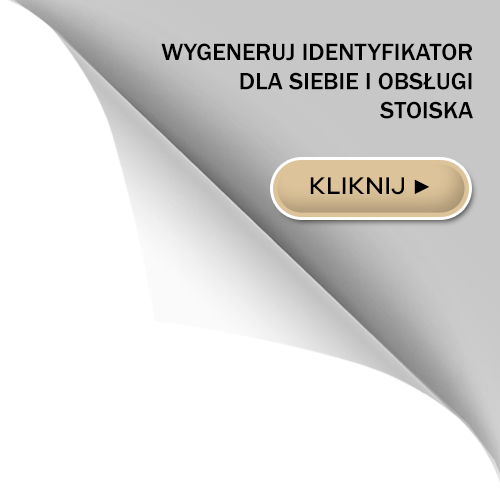 WYGENERUJ IDENTYFIKATOR
DLA SIEBIE I OBSŁUGI
STOISKA
KLIKNIJ ►